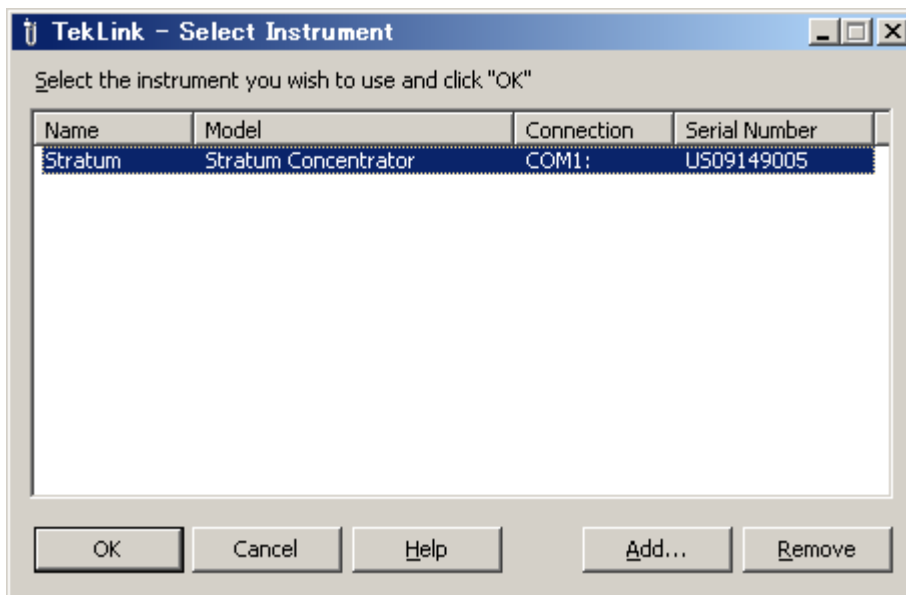 TekLink - Select Instrument
Select the instrument you wish to use and click "OK"
Name Model Connection Serial Number
Stratum Stratum Concentrator COM1: US09149005
OK Cancel Help Add... Remove